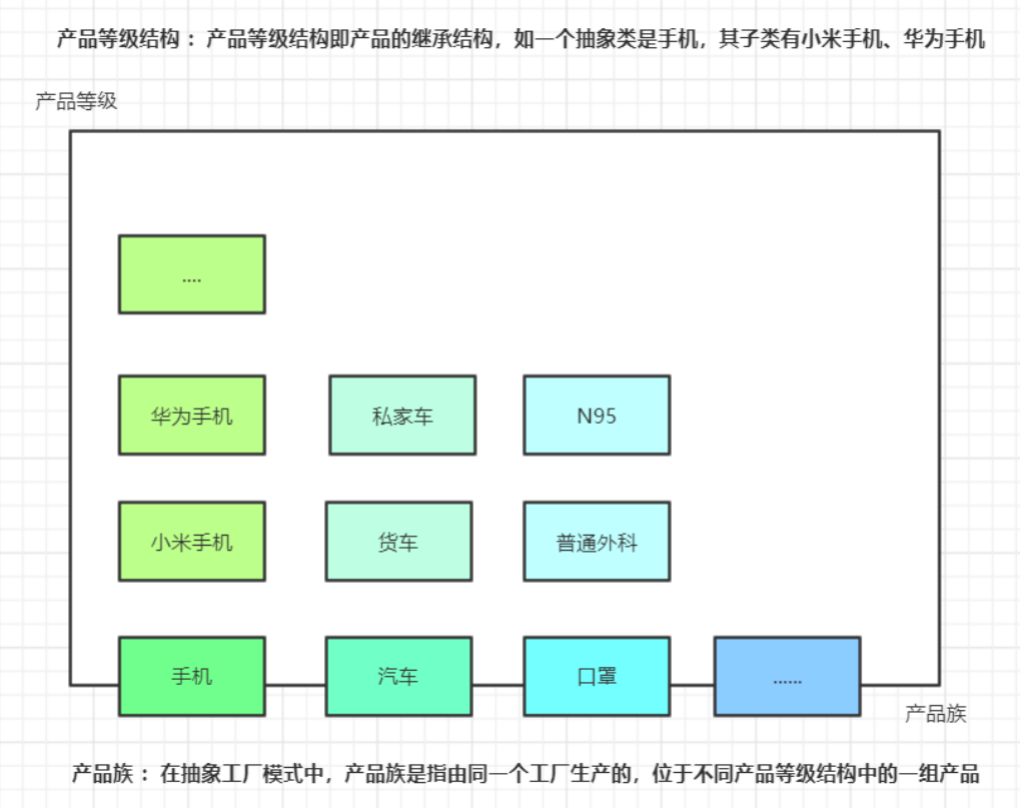 产品等级结构 ：产品等级结构即产品的继承结构，如一个抽象类是手机，其子类有小米手机、华为手机
产品等级
....
华为手机
私家车
N95
小米手机
货车
普通外科
手机
汽车
口罩
......
产品族
产品族 ：在抽象工厂模式中，产品族是指由同一个工厂生产的，位于不同产品等级结构中的一组产品